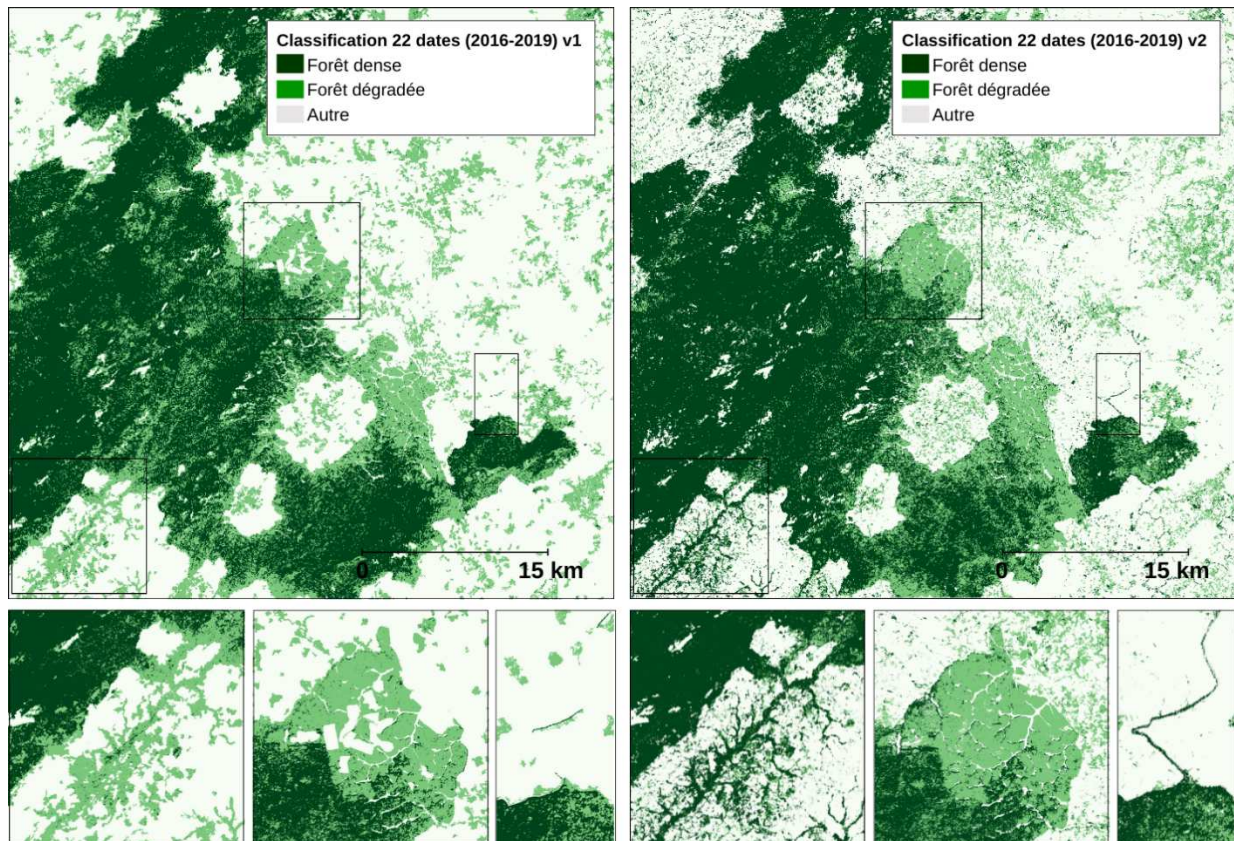 Classification 22 dates (2016-2019) v1
Forêt dense
Forêt dégradée
Autre
0 15 km
Classification 22 dates (2016-2019) v2
Forêt dense
Forêt dégradée
Autre
0 15 km